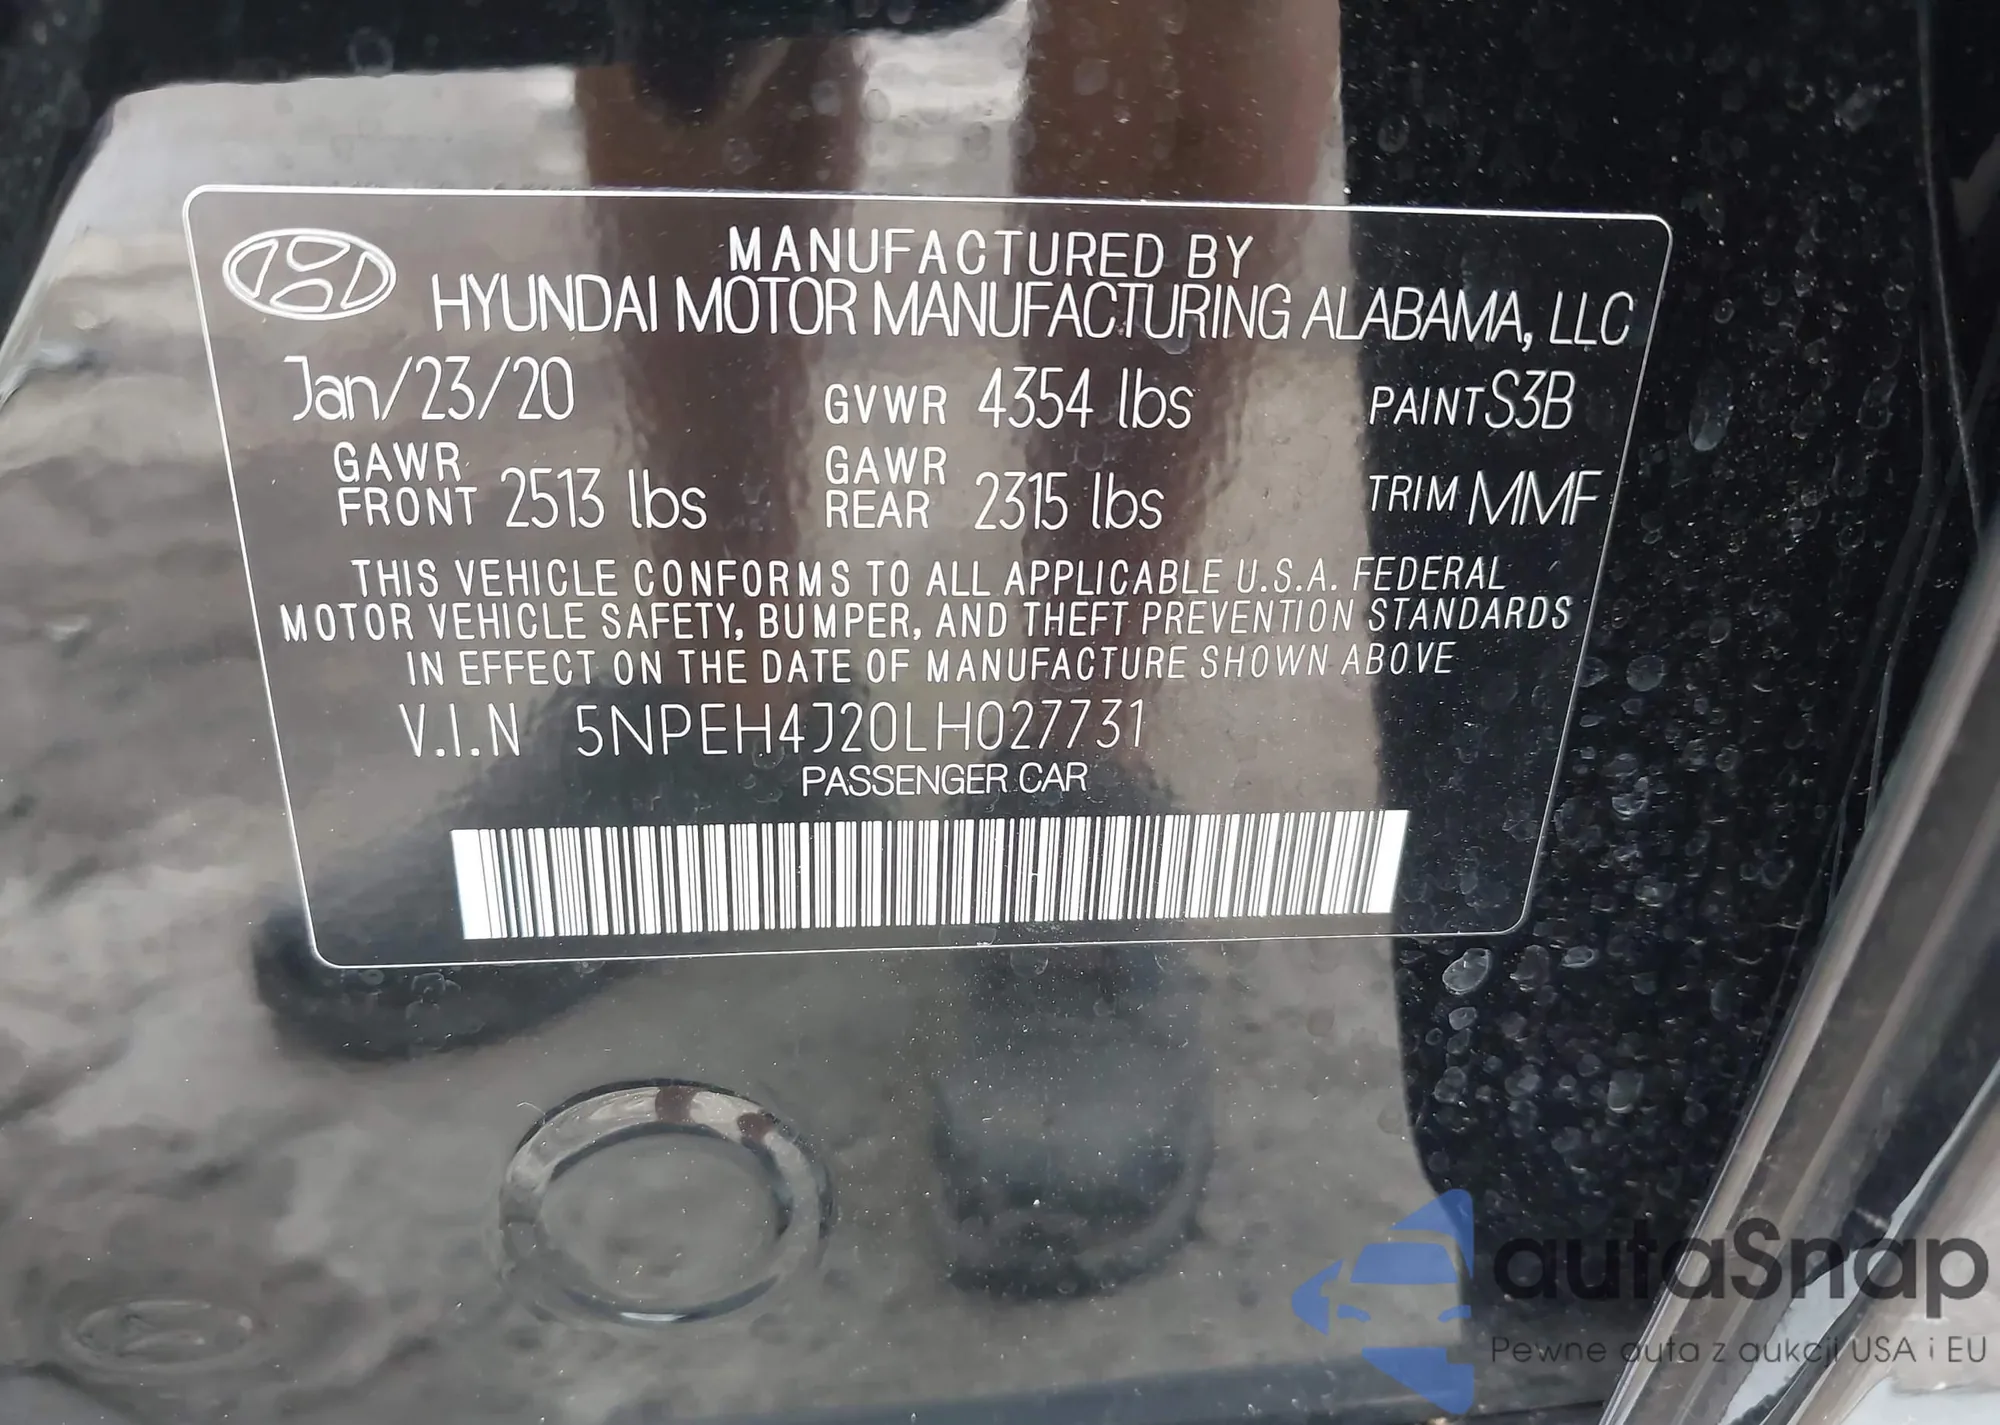 MANUFACTURED BY
HYUNDAI MOTOR MANUFACTURING ALABAMA, LLC
Jan/23/20 GVWR 4354 lbs PAINT S3B
GAWR FRONT 2513 lbs GAWR REAR 2315 lbs TRIM MMF
THIS VEHICLE CONFORMS TO ALL APPLICABLE U.S.A. FEDERAL
MOTOR VEHICLE SAFETY, BUMPER, AND THEFT PREVENTION STANDARDS
IN EFFECT ON THE DATE OF MANUFACTURE SHOWN ABOVE
V.I.N 5NPEH4J20LH027731
PASSENGER CAR
autaSnap
Pewne auta z aukcji USA i EU